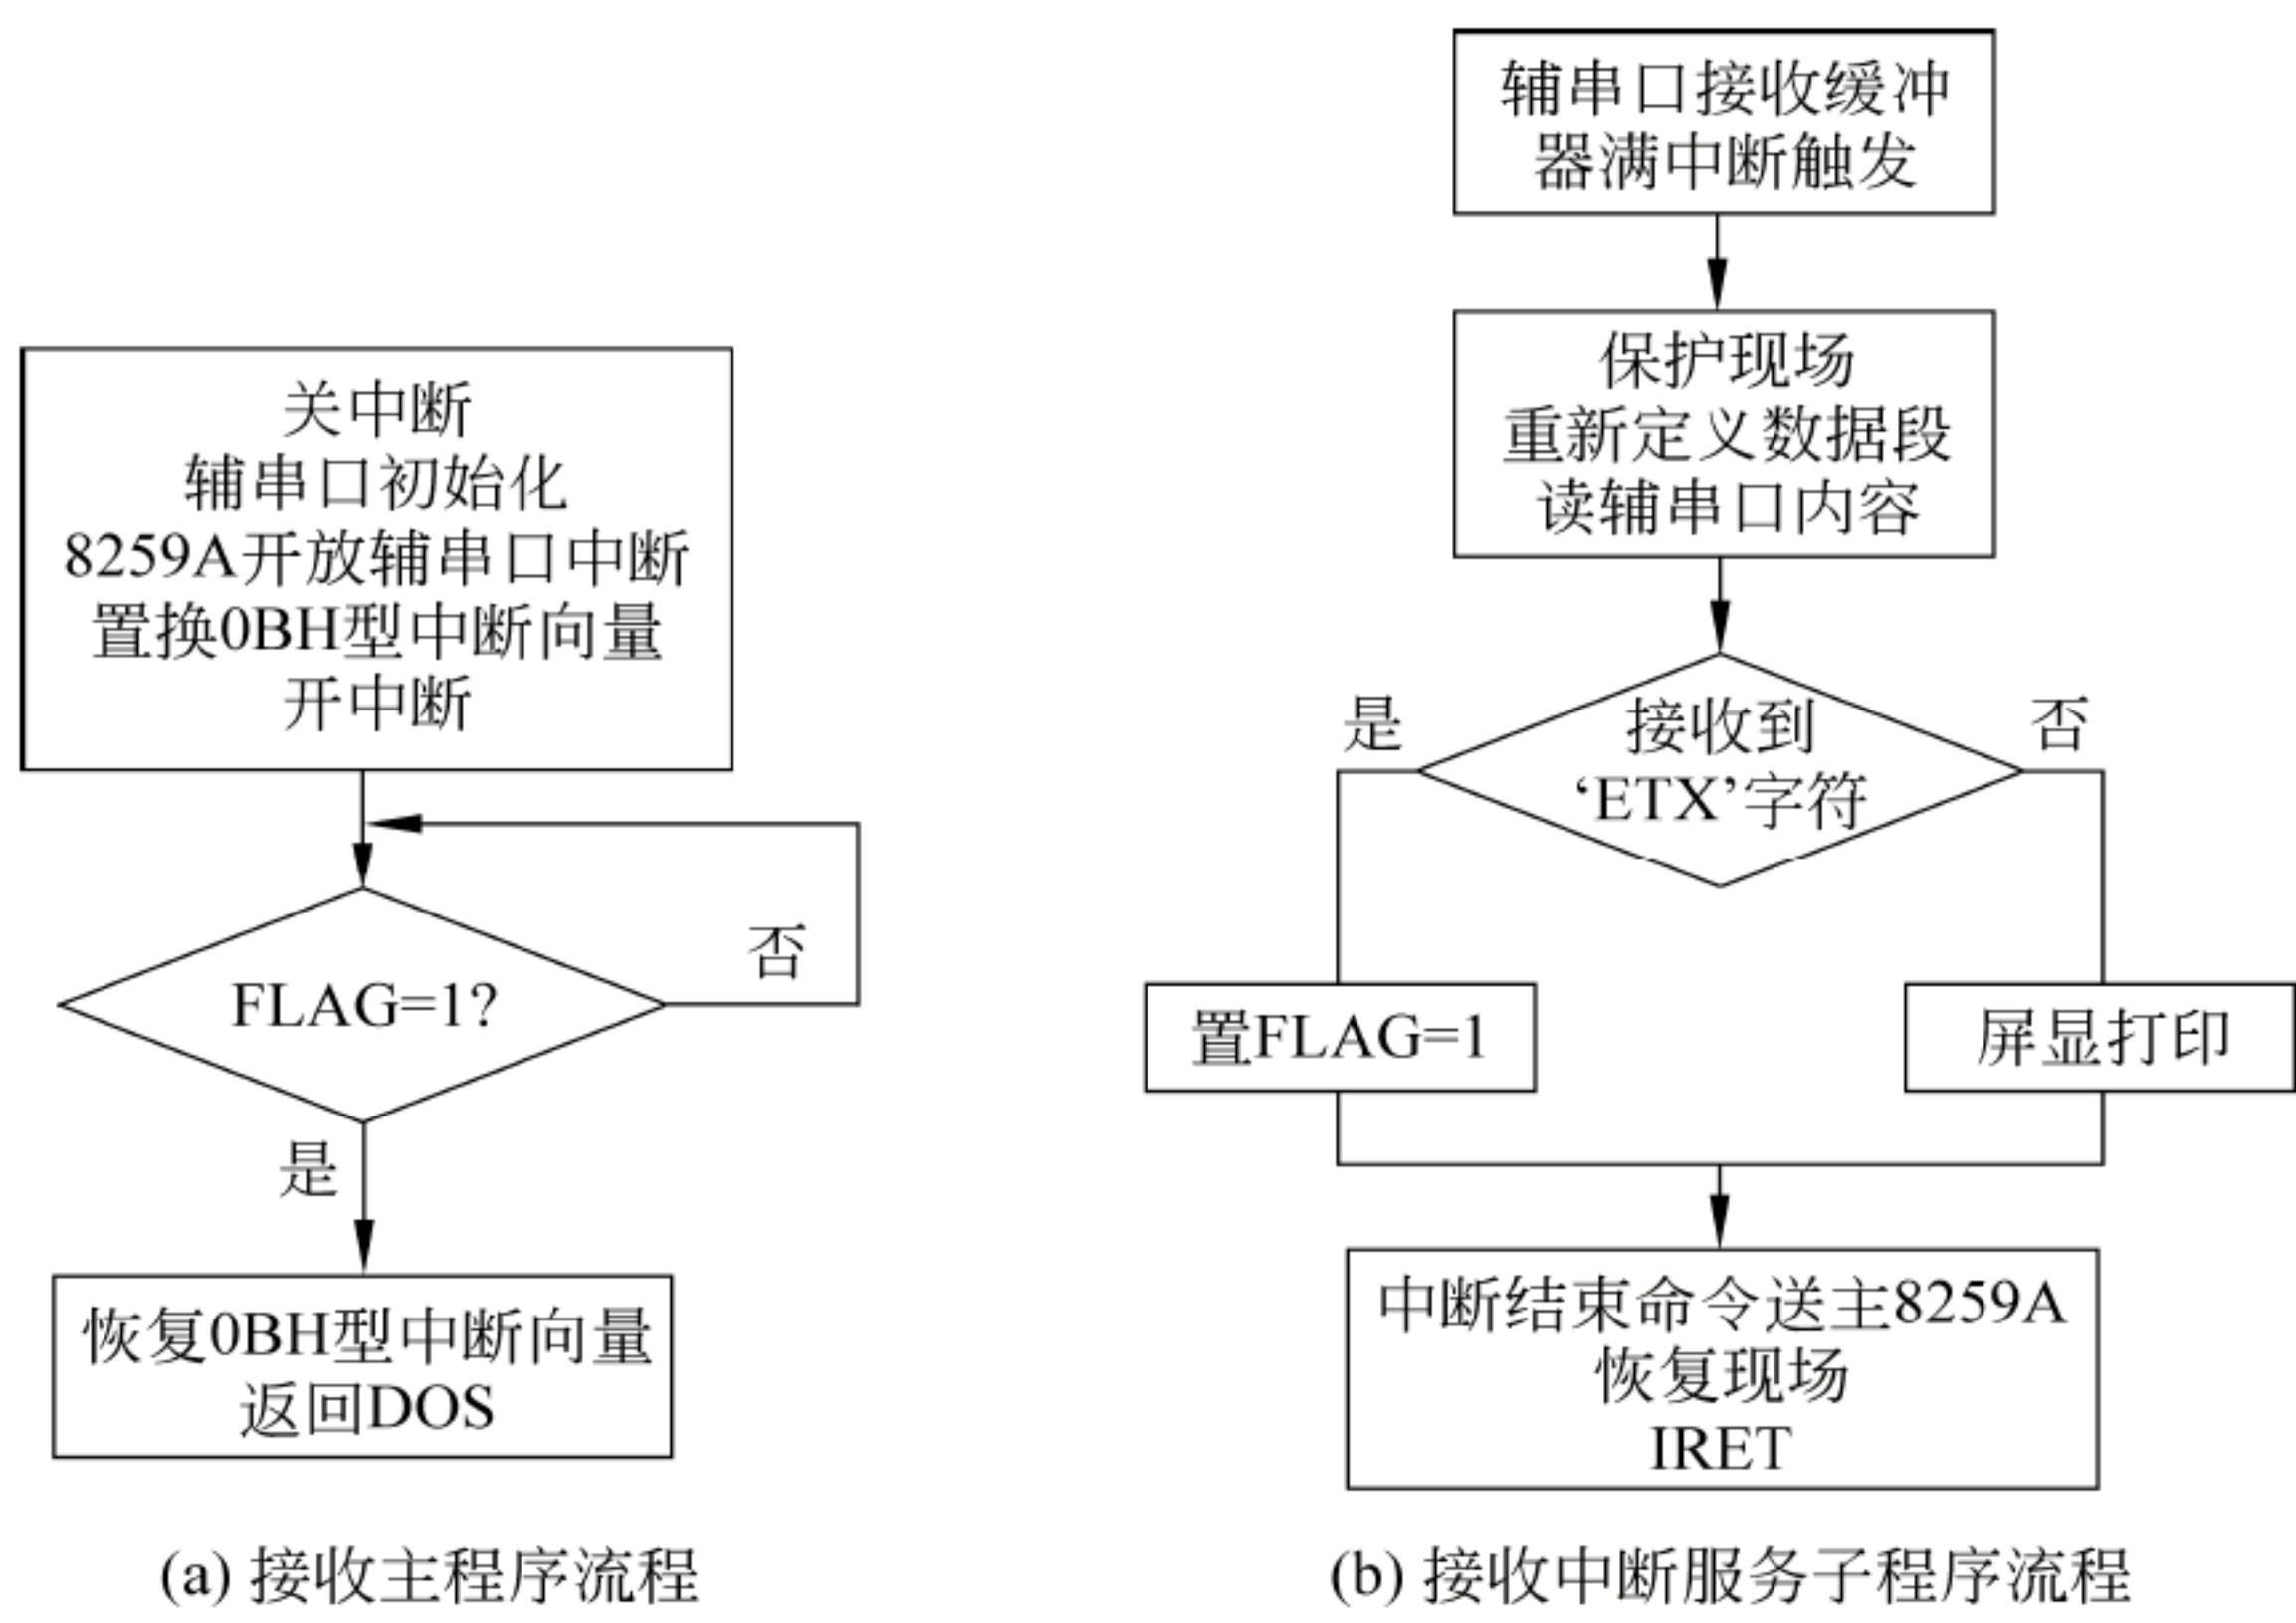 关中断
辅串口初始化
8259A开放辅串口中断
置换0BH型中断向量
开中断
FLAG=1?
否
是
恢复0BH型中断向量
返回DOS
(a) 接收主程序流程
辅串口接收缓冲
器满中断触发
保护现场
重新定义数据段
读辅串口内容
接收到
‘ETX’字符
是
否
置FLAG=1
屏显打印
中断结束命令送主8259A
恢复现场
IRET
(b) 接收中断服务子程序流程